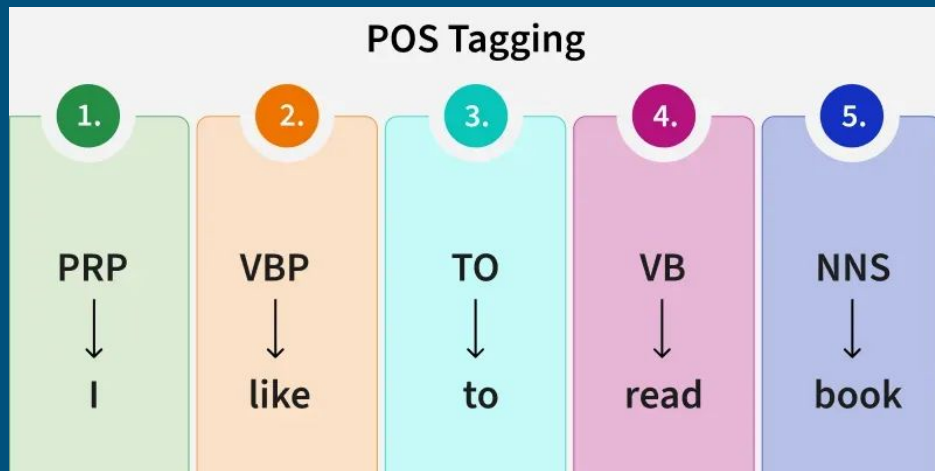 POS Tagging
1. 2. 3. 4. 5.
PRP VBP TO VB NNS
I like to read book